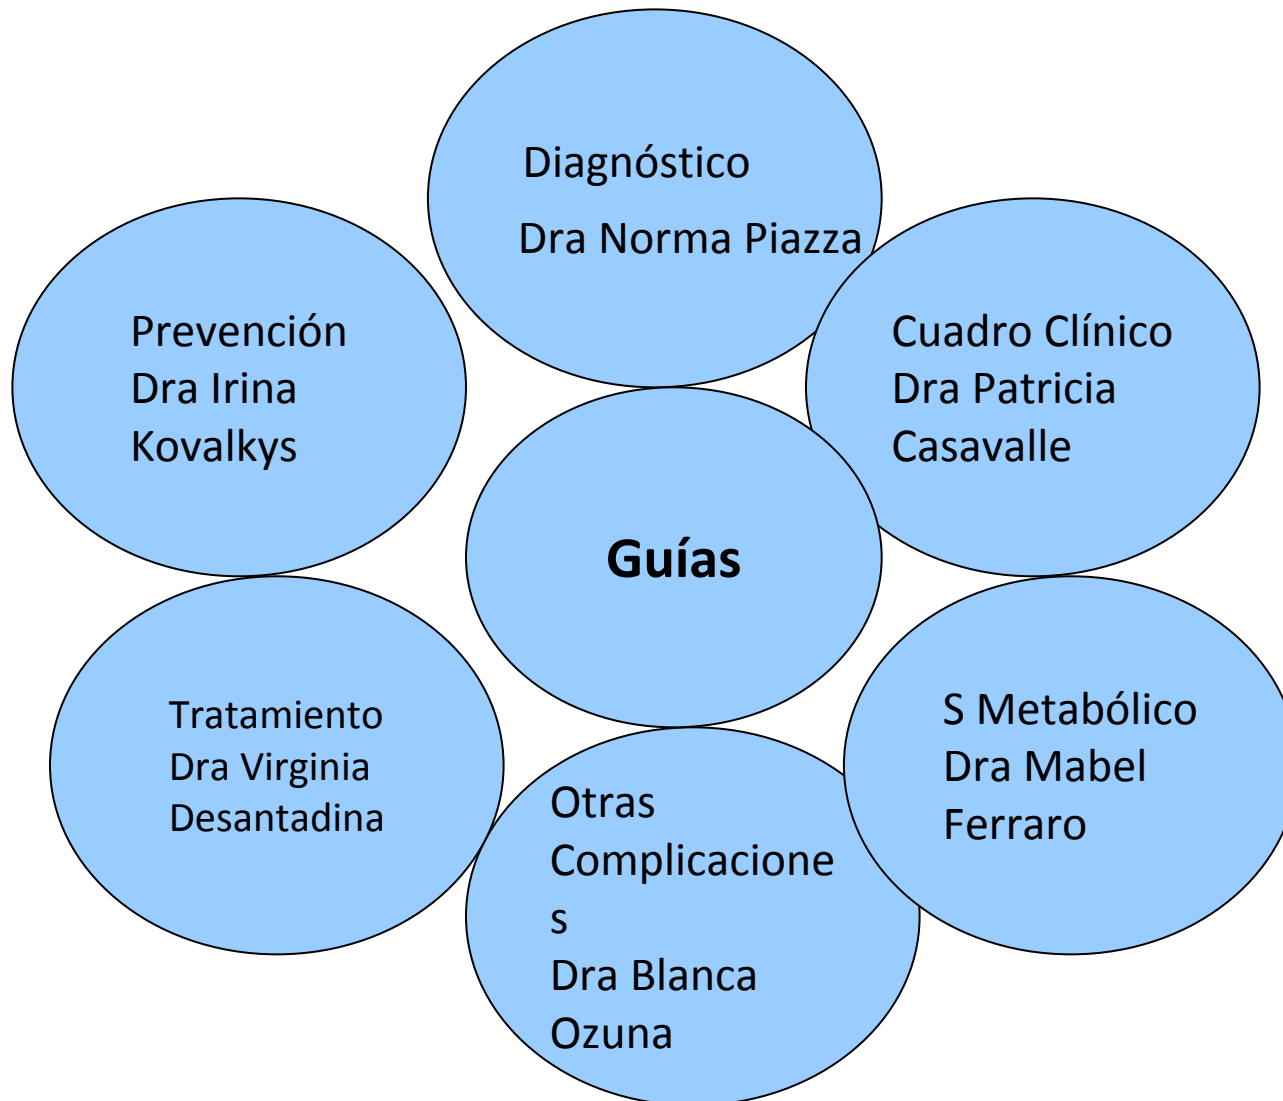 Diagnóstico
Dra Norma Piazza
Prevención
Dra Irina
Kovalkys
Cuadro Clínico
Dra Patricia
Casavalle
Guías
Tratamiento
Dra Virginia
Desantadina
S Metabólico
Dra Mabel
Ferraro
Otras
Complicacione
s
Dra Blanca
Ozuna